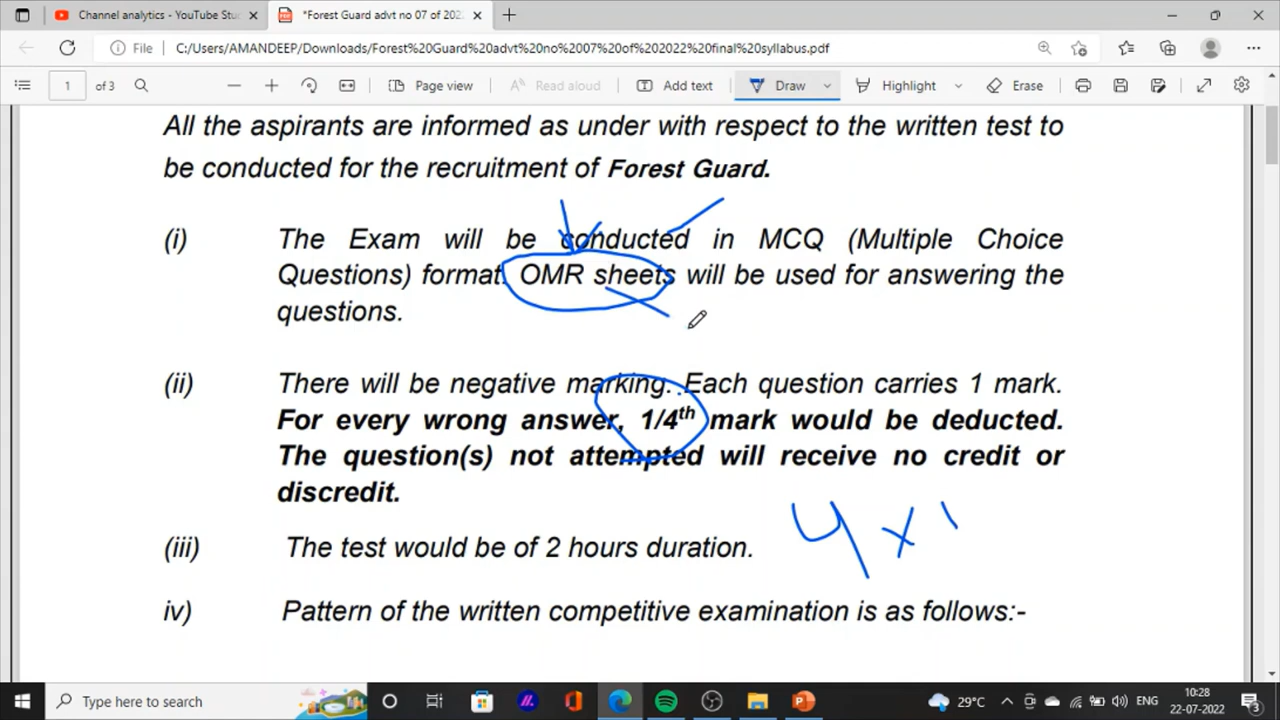 Channel analytics - YouTube Stu
*Forest Guard advt no 07 of 202
File
C:/Users/AMANDEEP/Downloads/Forest%20Guard%20advt%20no%2007%20of%202022%20final%20syllabus.pdf
1 of 3
Page view
Read aloud
Add text
Draw
Highlight
Erase
All the aspirants are informed as under with respect to the written test to
be conducted for the recruitment of Forest Guard.
(i) The Exam will be conducted in MCQ (Multiple Choice
Questions) format. OMR sheets will be used for answering the
questions.
(ii) There will be negative marking. Each question carries 1 mark.
For every wrong answer, 1/4th mark would be deducted.
The question(s) not attempted will receive no credit or
discredit.
4 x
(iii) The test would be of 2 hours duration.
iv) Pattern of the written competitive examination is as follows:-
Type here to search
29°C
ENG
10:28
22-07-2022
3